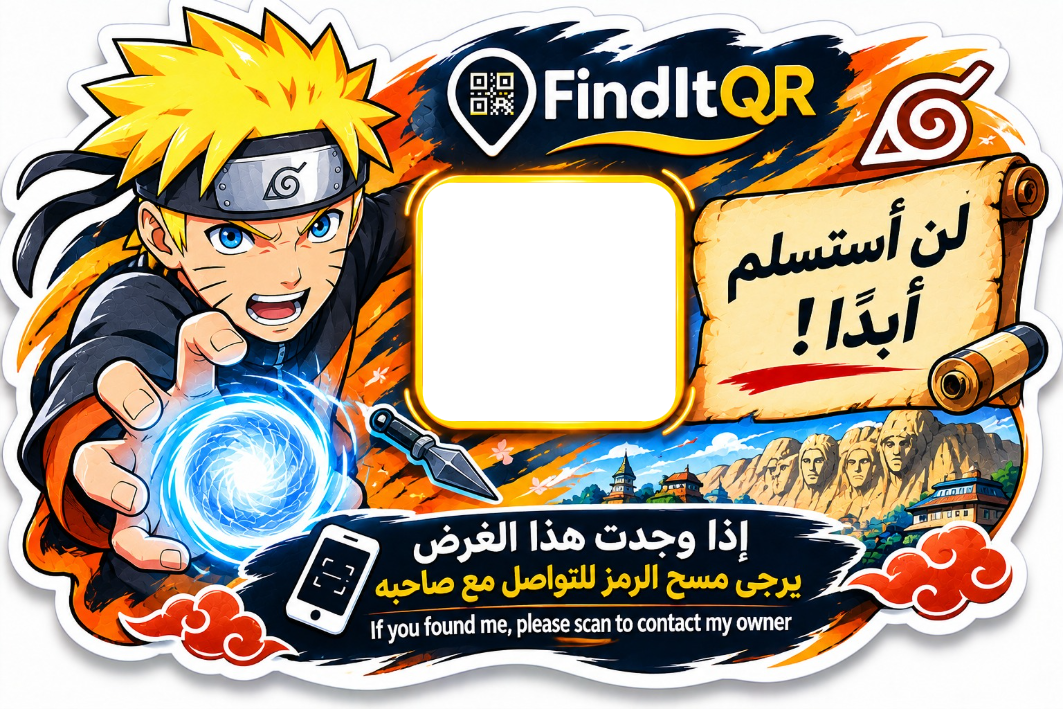 FindItQR
لن أستسلم
أبدًا!
إذا وجدت هذا الغرض
يرجى مسح الرمز للتواصل مع صاحبه
If you found me, please scan to contact my owner